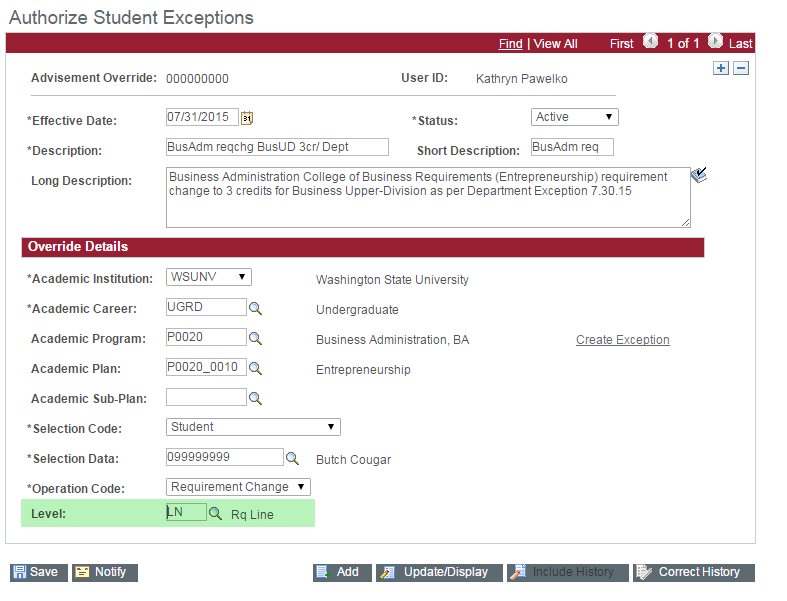 Authorize Student Exceptions
Find | View All First 1 of 1 Last
Advisement Override: 000000000 User ID: Kathryn Pawelko
*Effective Date: 07/31/2015 31 *Status: Active
*Description: BusAdm reqchg BusUD 3cr/ Dept Short Description: BusAdm req
Long Description: Business Administration College of Business Requirements (Entrepreneurship) requirement
change to 3 credits for Business Upper-Division as per Department Exception 7.30.15
Override Details
*Academic Institution: WSUNV Washington State University
*Academic Career: UGRD Undergraduate
Academic Program: P0020 Business Administration, BA Create Exception
Academic Plan: P0020_0010 Entrepreneurship
Academic Sub-Plan:
*Selection Code: Student
*Selection Data: 099999999 Butch Cougar
*Operation Code: Requirement Change
Level: LN Rq Line
Save Notify Add Update/Display Include History Correct History